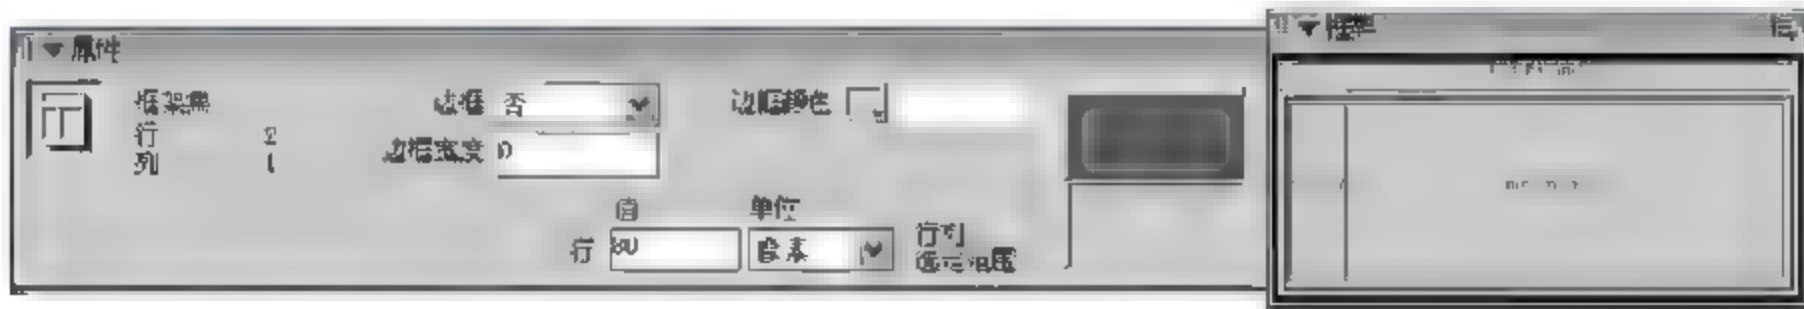 属性
框架集 边框 否 边框颜色
行 2 边框宽度 0
列 1
值 单位
行 80 像素 行列
选定范围
框架